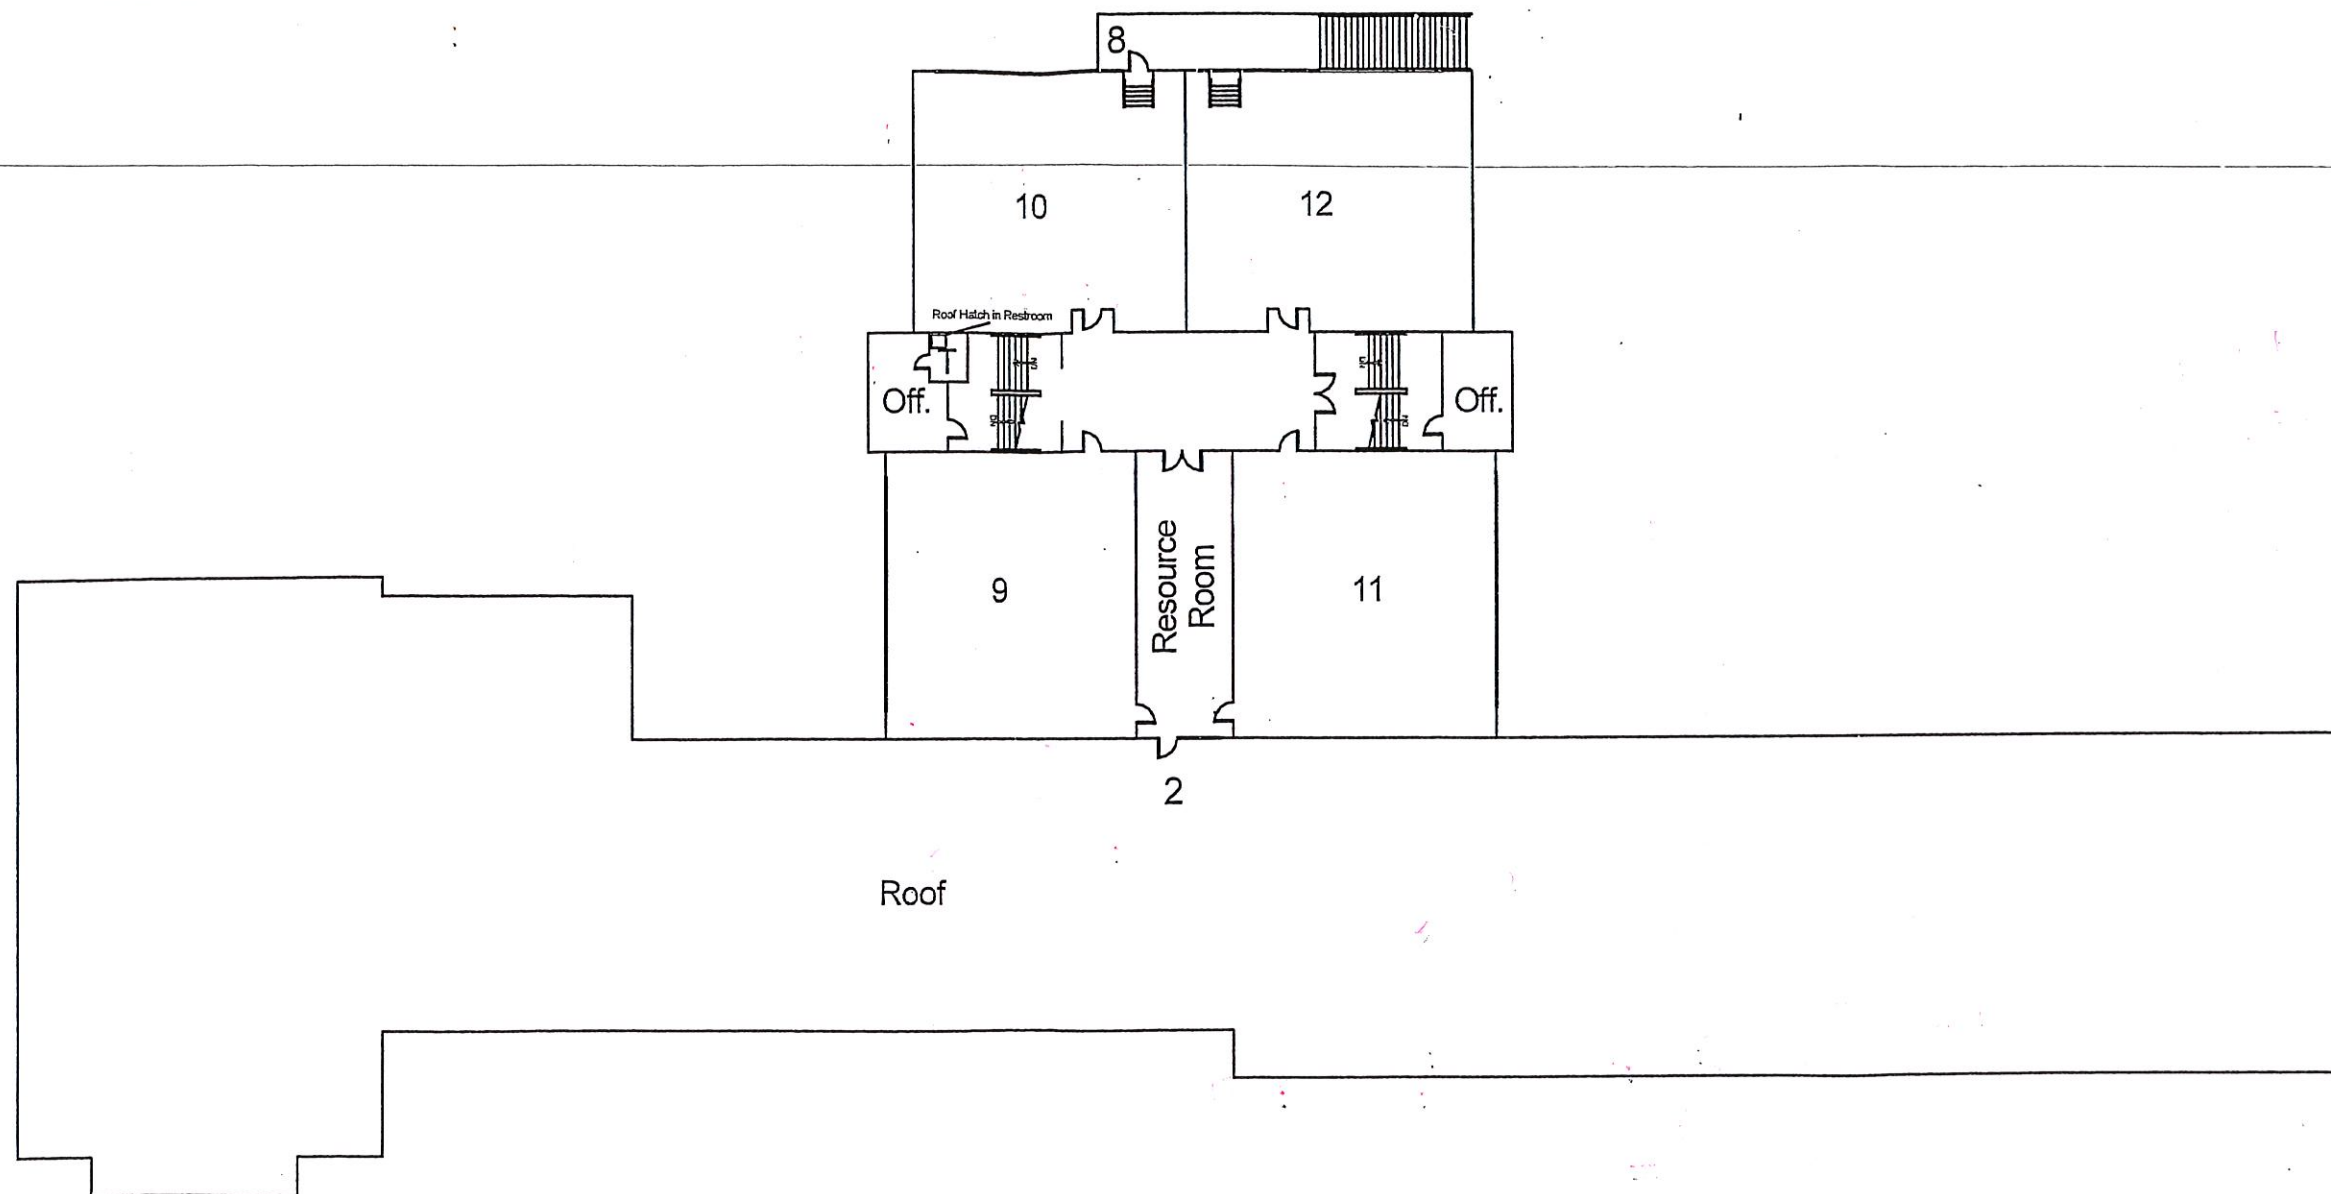 8
10
12
Roof Hatch in Restroom
Off.
Off.
9
Resource
Room
11
2
Roof